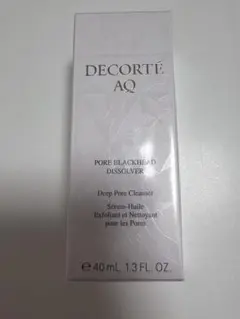 DECORTÉ
AQ
PORE BLACKHEAD
DISSOLVER
Deep Pore Cleanser
Sérum-Huile
Exfoliant et Nettoyant
pour les Pores
℮ 40 mL 1.3 FL. OZ.